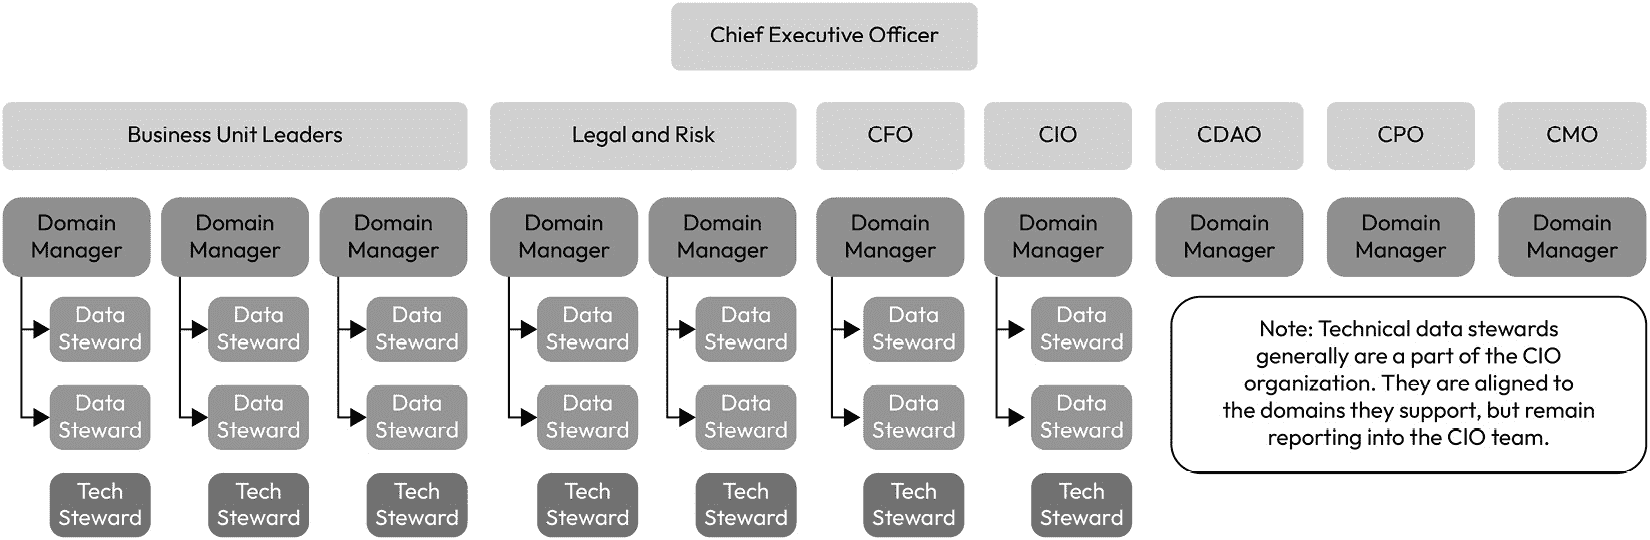 Chief Executive Officer
Business Unit Leaders
Legal and Risk
CFO
CIO
CDAO
CPO
CMO
Domain
Manager
Domain
Manager
Domain
Manager
Domain
Manager
Domain
Manager
Domain
Manager
Domain
Manager
Domain
Manager
Domain
Manager
Domain
Manager
Data
Steward
Data
Steward
Data
Steward
Data
Steward
Data
Steward
Data
Steward
Data
Steward
Note: Technical data stewards
generally are a part of the CIO
organization. They are aligned to
the domains they support, but remain
reporting into the CIO team.
Data
Steward
Data
Steward
Data
Steward
Data
Steward
Data
Steward
Data
Steward
Data
Steward
Tech
Steward
Tech
Steward
Tech
Steward
Tech
Steward
Tech
Steward
Tech
Steward
Tech
Steward